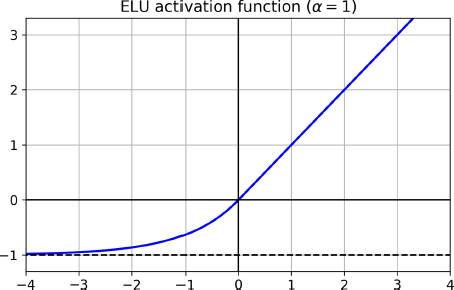 ELU activation function (α = 1)
3
2
1
0
−1
−4 −3 −2 −1 0 1 2 3 4